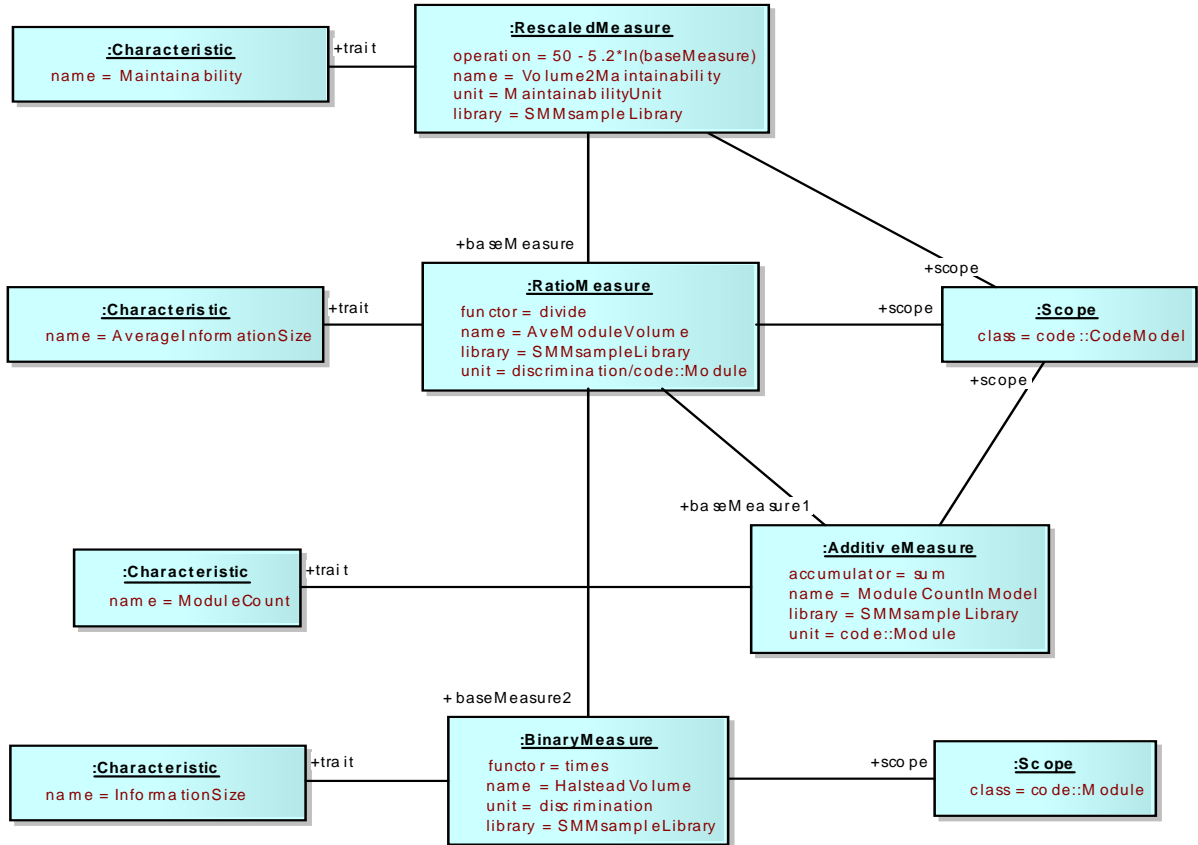 :RescaledMeasure
operation = 50 - 5.2*ln(baseMeasure)
name = Volume2Maintainability
unit = MaintainabilityUnit
library = SMMsampleLibrary
:Characteristic
name = Maintainability
+trait
+baseMeasure
+scope
:RatioMeasure
functor = divide
name = AveModuleVolume
library = SMMsampleLibrary
unit = discrimination/code::Module
:Characteristic
name = AverageInformationSize
+trait
+scope
:Scope
class = code::CodeModel
+scope
+baseMeasure1
:AdditiveMeasure
accumulator = sum
name = ModuleCountInModel
library = SMMsampleLibrary
unit = code::Module
:Characteristic
name = ModuleCount
+trait
+ baseMeasure2
:BinaryMeasure
functor = times
name = HalsteadVolume
unit = discrimination
library = SMMsampleLibrary
:Characteristic
name = InformationSize
+trait
+scope
:Scope
class = code::Module